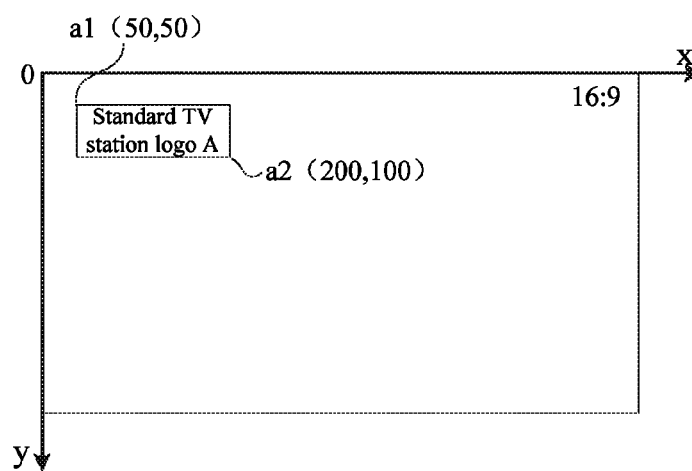 a1（50,50）
0
x
16:9
Standard TV
station logo A
a2（200,100）
y